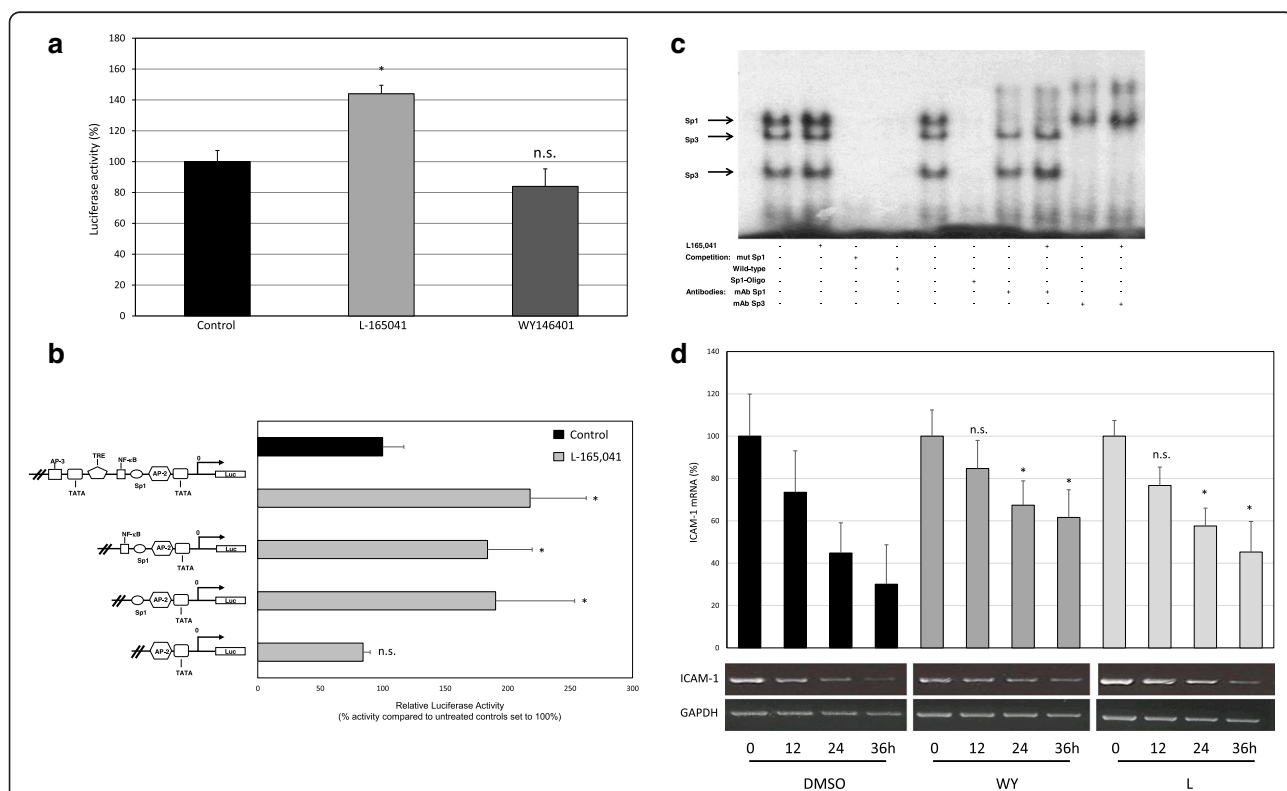 a
Luciferase activity (%)
180
160
140
120
100
80
60
40
20
0
*
n.s.
Control
L-165041
WY146401
b
AP-3
TRE
NF-κB
AP-2
0
Luc
TATA
Sp1
TATA
NF-κB
AP-2
0
Luc
Sp1
TATA
AP-2
0
Luc
Sp1
TATA
AP-2
0
Luc
TATA
Control
L-165,041
*
*
*
n.s.
0
50
100
150
200
250
300
Relative Luciferase Activity
(% activity compared to untreated controls set to 100%)
c
Sp1
Sp3
Sp3
L165,041 - + - - - - - + - +
Competition: mut Sp1 - - + - - - - - - -
Wild-type - - - + - - - - - -
Sp1-Oligo - - - - - + - - - -
Antibodies: mAb Sp1 - - - - - - + + - -
mAb Sp3 - - - - - - - - + +
d
ICAM-1 mRNA (%)
140
120
100
80
60
40
20
0
n.s.
*
*
n.s.
*
*
ICAM-1
GAPDH
0 12 24 36h 0 12 24 36h 0 12 24 36h
DMSO WY L